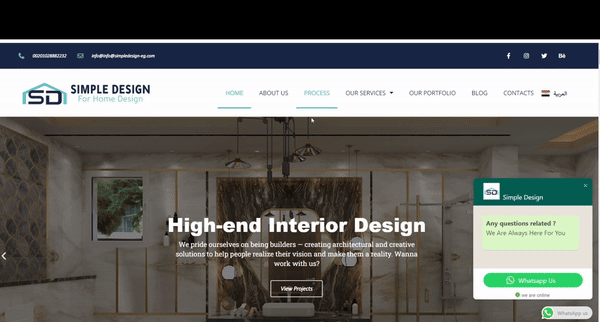 00201028882232 info@info@simpledesign-eg.com
Bē
SD SIMPLE DESIGN
For Home Design
HOME ABOUT US PROCESS OUR SERVICES OUR PORTFOLIO BLOG CONTACTS العربية
High-end Interior Design
We pride ourselves on being builders — creating architectural and creative
solutions to help people realize their vision and make them a reality. Wanna
work with us?
View Projects
SD Simple Design
Any questions related ?
We Are Always Here For You
Whatsapp Us
we are online
WhatsApp us